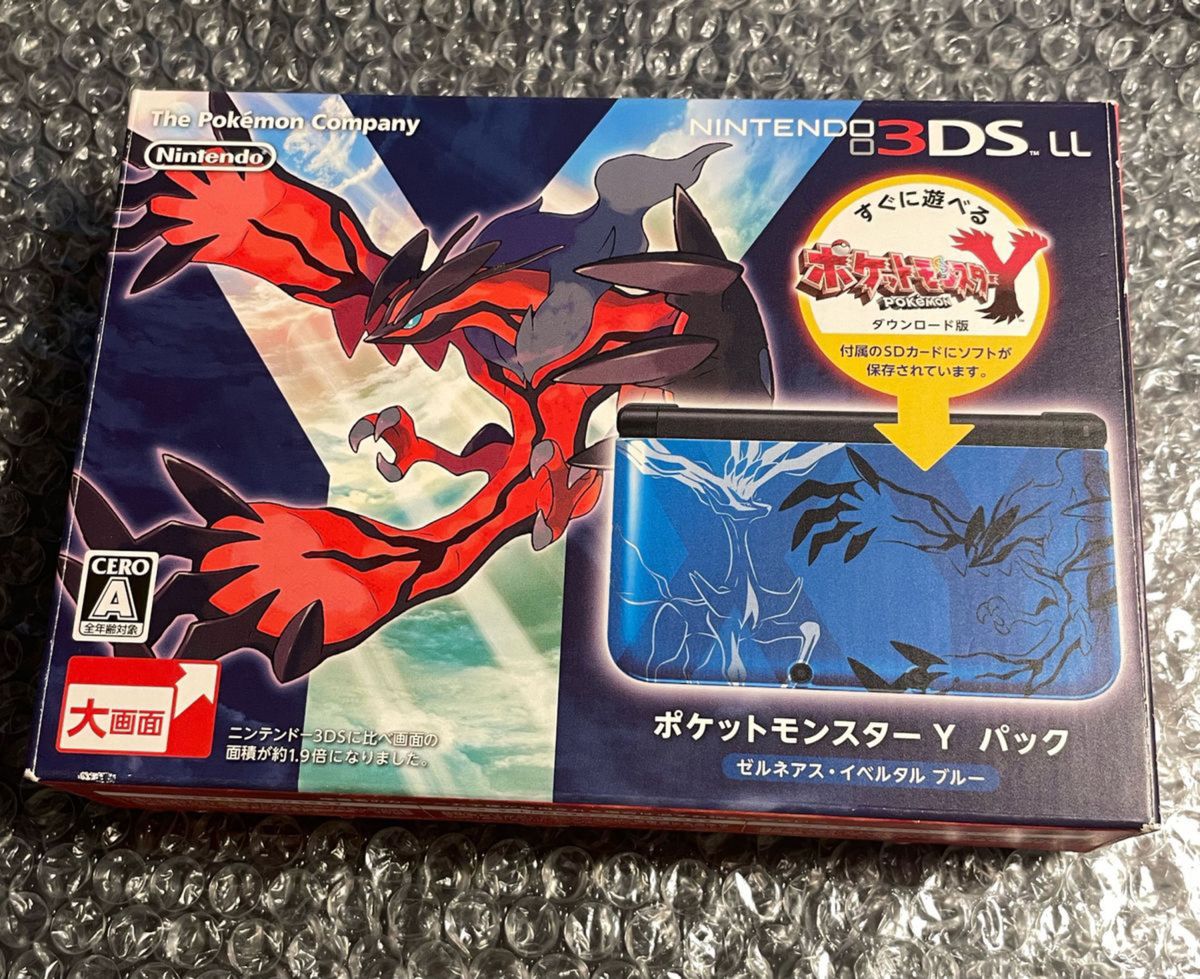 The Pokémon Company
Nintendo
NINTENDO 3DS™ LL
すぐに遊べる
ポケットモンスター Y
POKéMON
ダウンロード版
付属のSDカードにソフトが
保存されています。
CERO
A
全年齢対象
大画面
ニンテンドー3DSに比べ画面の
面積が約1.9倍になりました。
ポケットモンスター Y パック
ゼルネアス・イベルタル ブルー